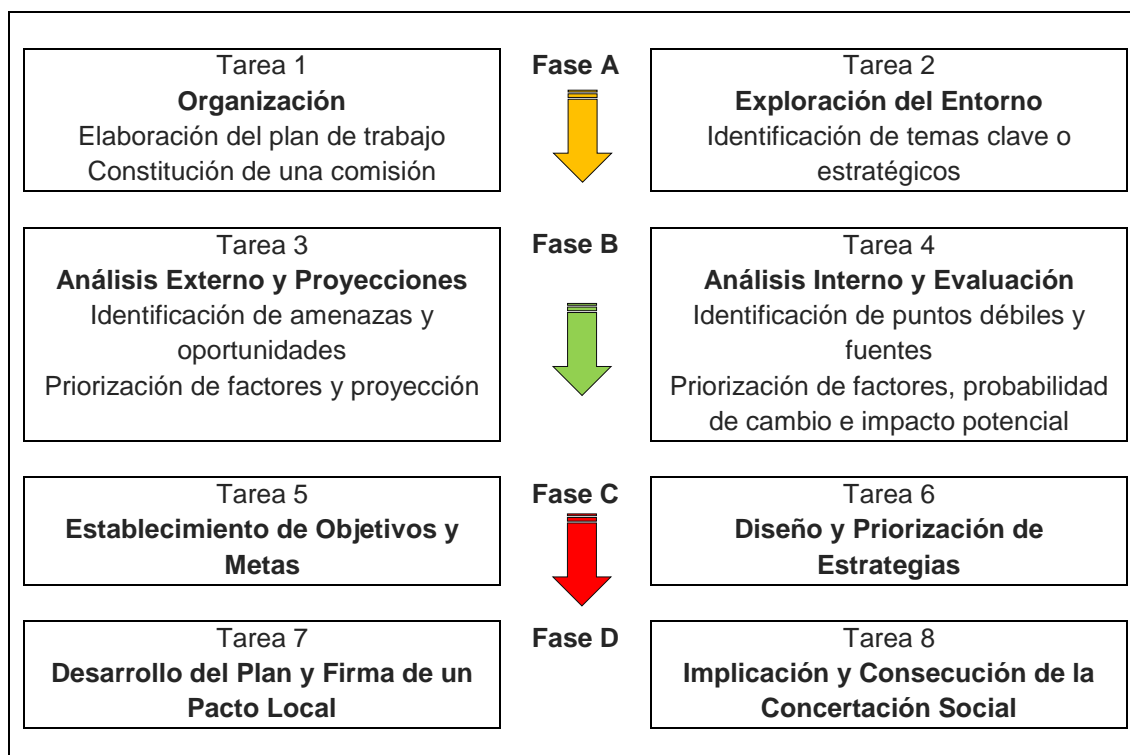 Tarea 1
Organización
Elaboración del plan de trabajo
Constitución de una comisión
Fase A
Tarea 2
Exploración del Entorno
Identificación de temas clave o
estratégicos
Tarea 3
Análisis Externo y Proyecciones
Identificación de amenazas y
oportunidades
Priorización de factores y proyección
Fase B
Tarea 4
Análisis Interno y Evaluación
Identificación de puntos débiles y
fuentes
Priorización de factores, probabilidad
de cambio e impacto potencial
Tarea 5
Establecimiento de Objetivos y
Metas
Fase C
Tarea 6
Diseño y Priorización de
Estrategias
Tarea 7
Desarrollo del Plan y Firma de un
Pacto Local
Fase D
Tarea 8
Implicación y Consecución de la
Concertación Social